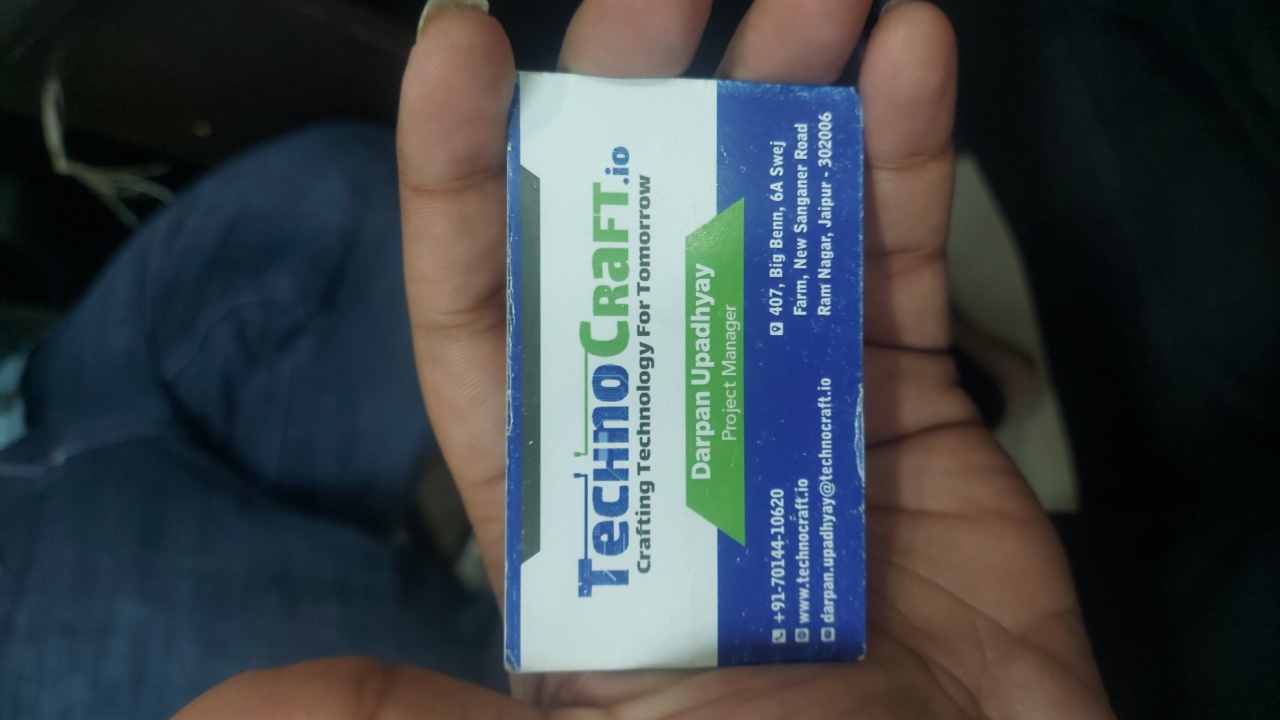 TechnoCraft.io
Crafting Technology For Tomorrow
Darpan Upadhyay
Project Manager
+91-70144-10620
www.technocraft.io
darpan.upadhyay@technocraft.io
407, Big Benn, 6A Swej
Farm, New Sanganer Road
Ram Nagar, Jaipur - 302006